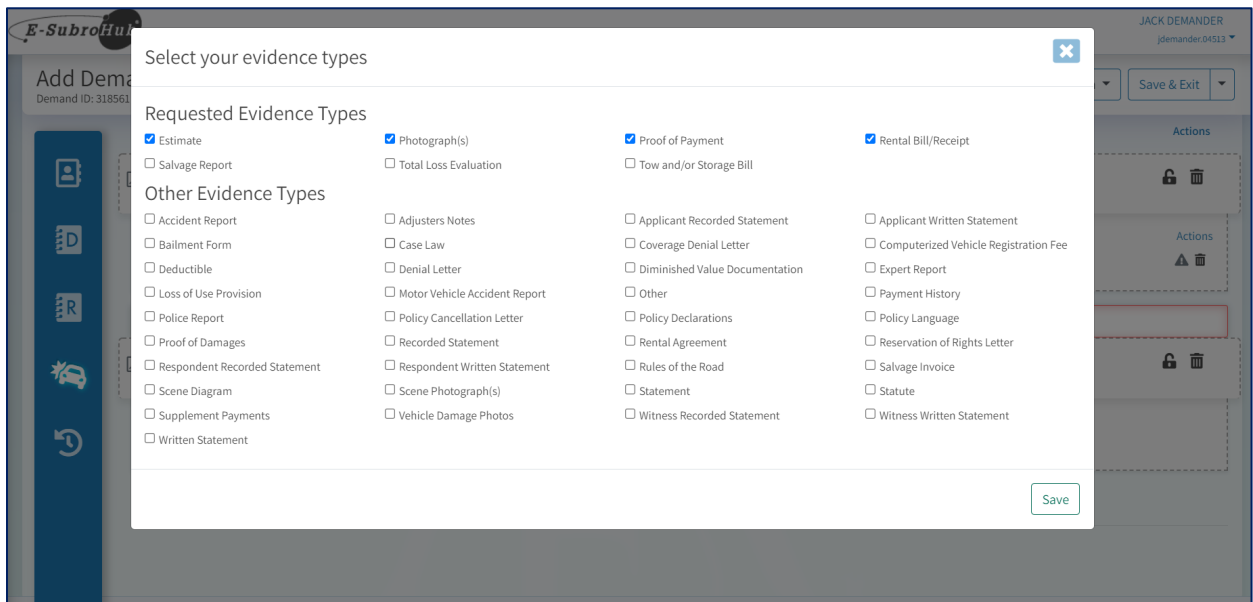 E-SubroHub
JACK DEMANDER
jdemander.04513
Add Dema
Demand ID: 318561
Save & Exit
Actions
Actions
Select your evidence types
Requested Evidence Types
Estimate Photograph(s) Proof of Payment Rental Bill/Receipt
Salvage Report Total Loss Evaluation Tow and/or Storage Bill
Other Evidence Types
Accident Report Adjusters Notes Applicant Recorded Statement Applicant Written Statement
Bailment Form Case Law Coverage Denial Letter Computerized Vehicle Registration Fee
Deductible Denial Letter Diminished Value Documentation Expert Report
Loss of Use Provision Motor Vehicle Accident Report Other Payment History
Police Report Policy Cancellation Letter Policy Declarations Policy Language
Proof of Damages Recorded Statement Rental Agreement Reservation of Rights Letter
Respondent Recorded Statement Respondent Written Statement Rules of the Road Salvage Invoice
Scene Diagram Scene Photograph(s) Statement Statute
Supplement Payments Vehicle Damage Photos Witness Recorded Statement Witness Written Statement
Written Statement
Save